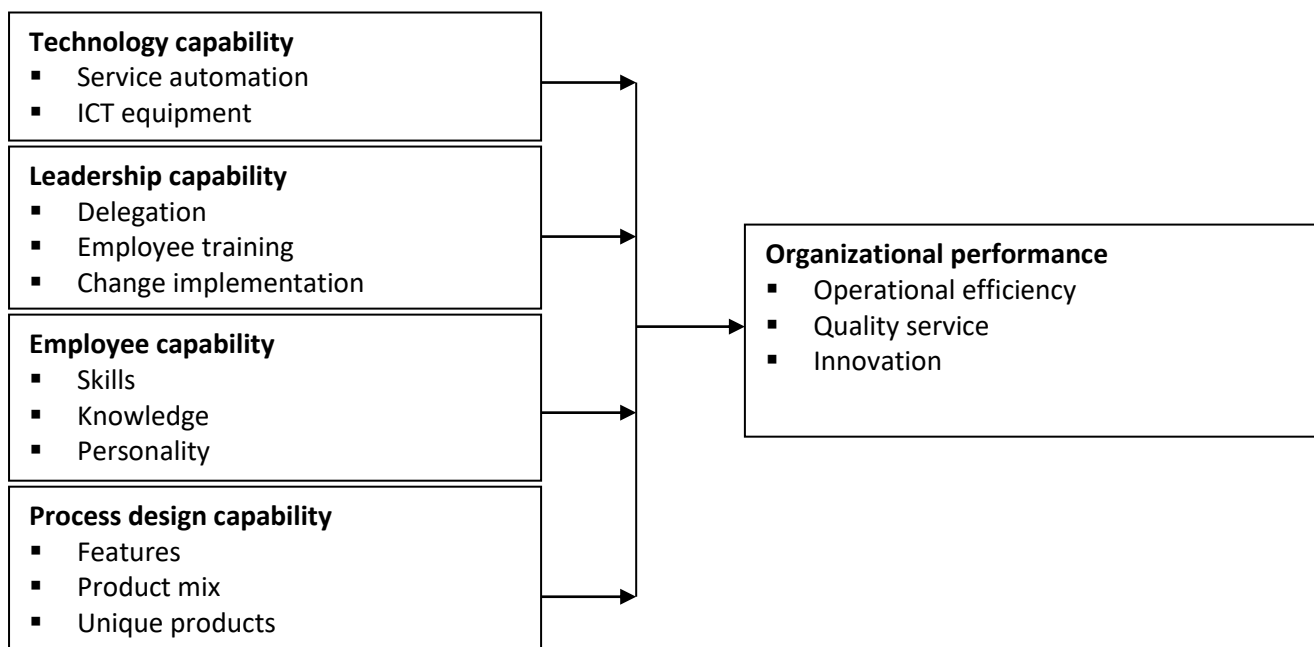 Technology capability
▪ Service automation
▪ ICT equipment
Leadership capability
▪ Delegation
▪ Employee training
▪ Change implementation
Employee capability
▪ Skills
▪ Knowledge
▪ Personality
Process design capability
▪ Features
▪ Product mix
▪ Unique products
Organizational performance
▪ Operational efficiency
▪ Quality service
▪ Innovation